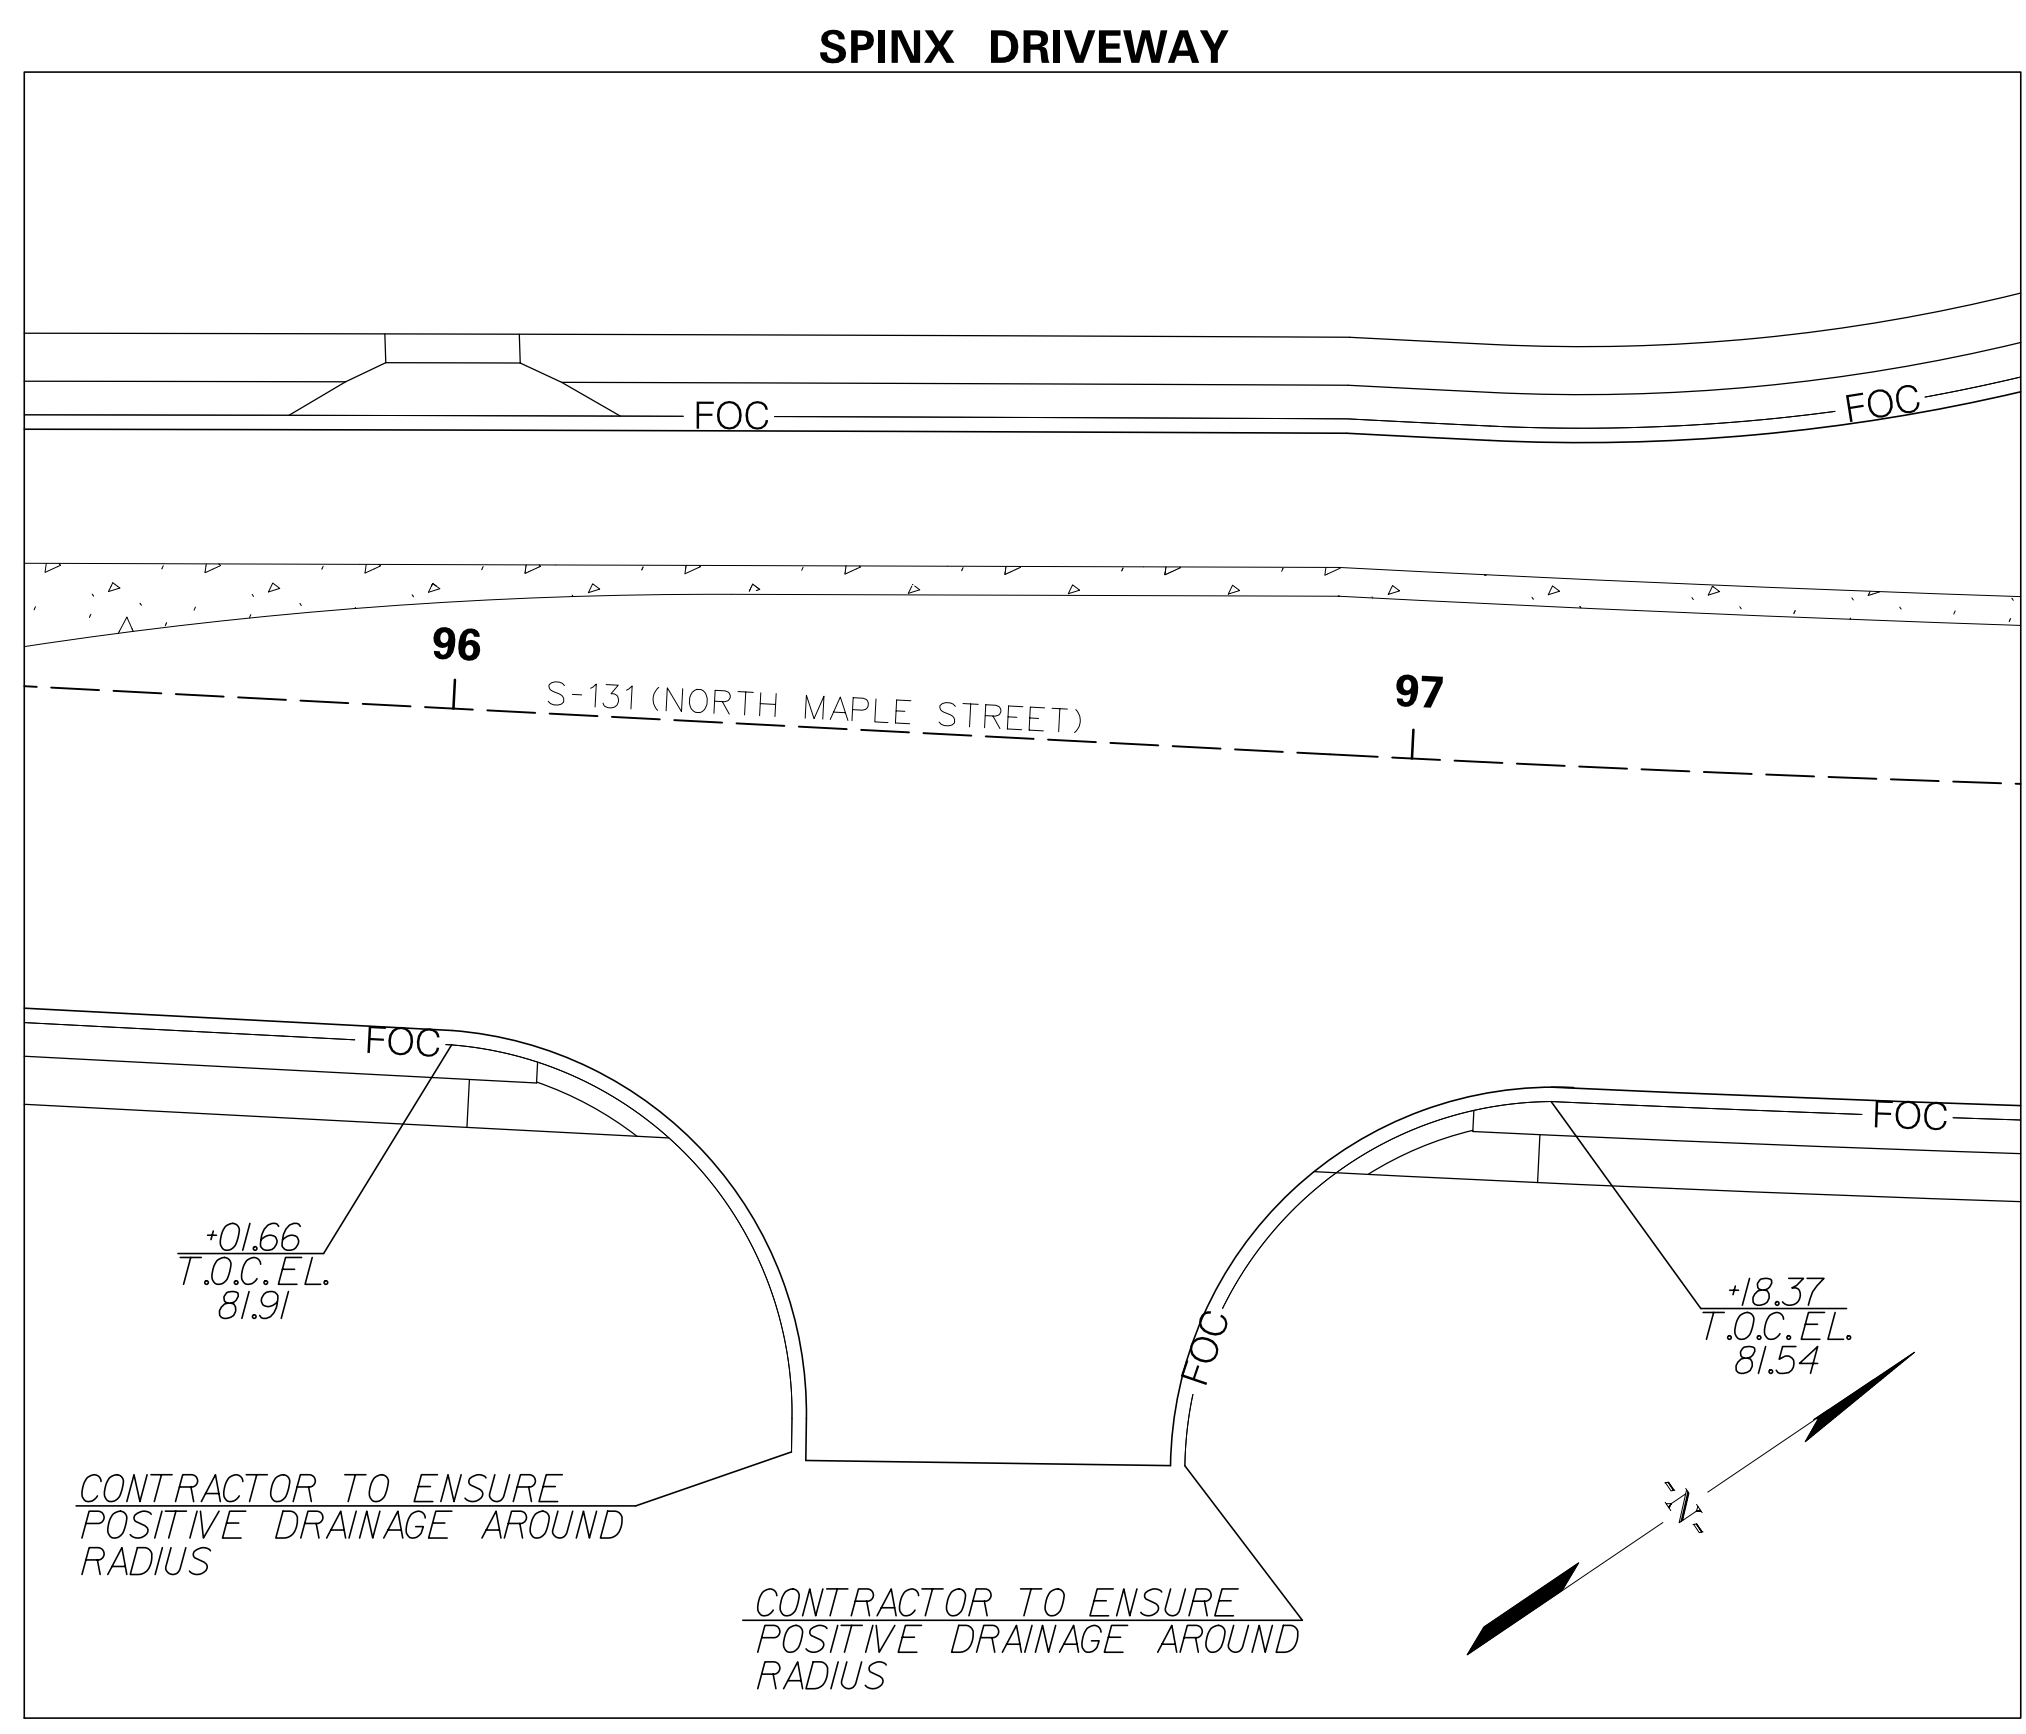 SPINX DRIVEWAY
FOC
FOC
96
97
S-131 (NORTH MAPLE STREET)
FOC
FOC
+01.66
T.O.C. EL.
81.91
+18.37
T.O.C. EL.
81.54
FOC
-N-
CONTRACTOR TO ENSURE
POSITIVE DRAINAGE AROUND
RADIUS
CONTRACTOR TO ENSURE
POSITIVE DRAINAGE AROUND
RADIUS